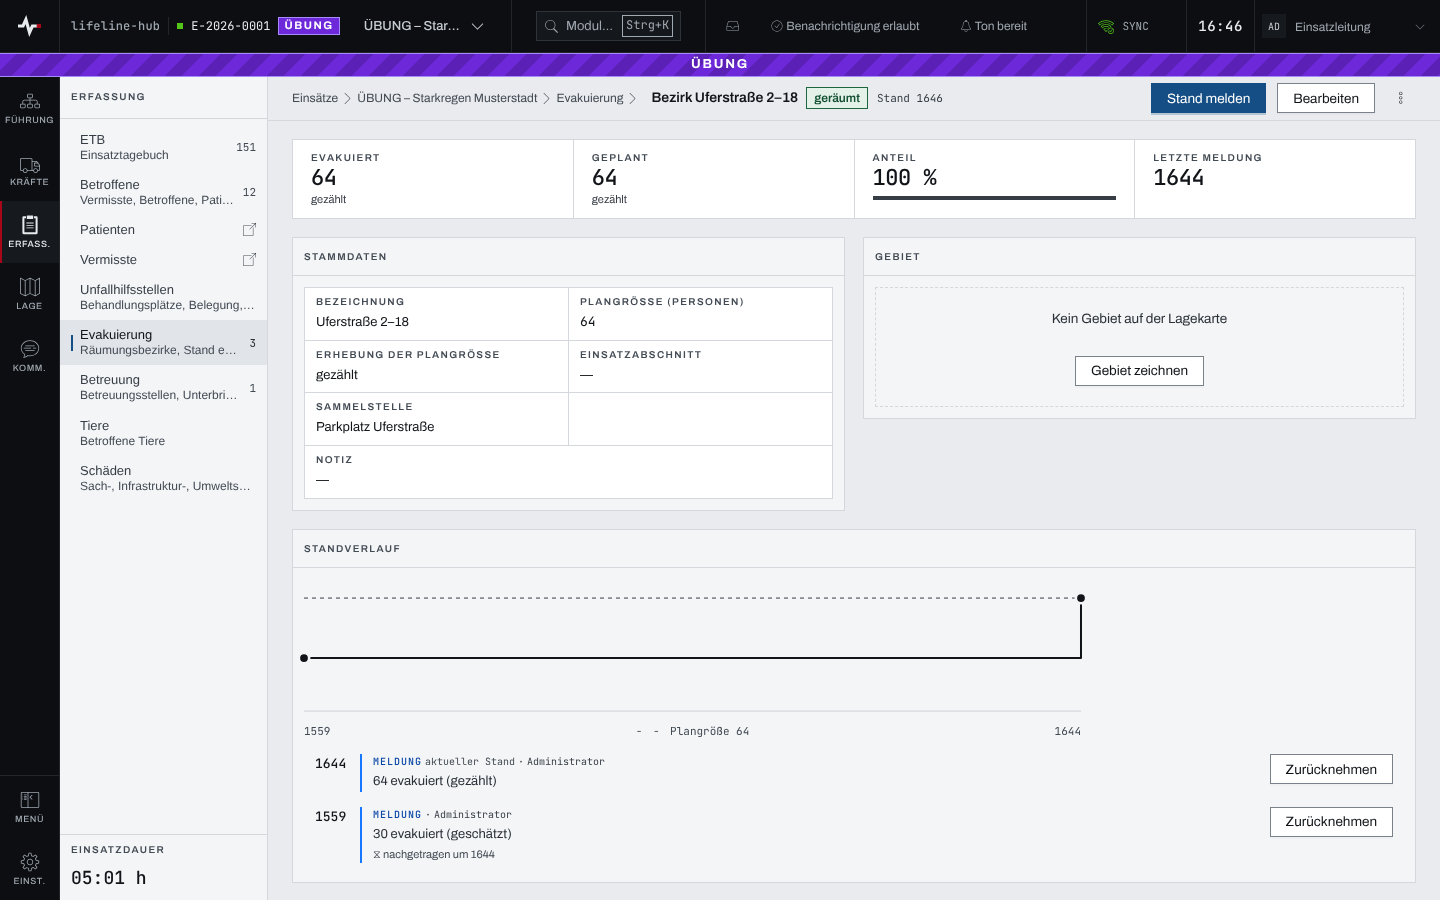 lifeline-hub E-2026-0001 ÜBUNG ÜBUNG – Star... Modul... Strg+K Benachrichtigung erlaubt Ton bereit SYNC 16:46 AD Einsatzleitung
ÜBUNG
FÜHRUNG
KRÄFTE
ERFASS.
LAGE
KOMM.
MENÜ
EINST.
ERFASSUNG
ETB
Einsatztagebuch
151
Betroffene
Vermisste, Betroffene, Pati...
12
Patienten
Vermisste
Unfallhilfsstellen
Behandlungsplätze, Belegung,...
Evakuierung
Räumungsbezirke, Stand e...
3
Betreuung
Betreuungsstellen, Unterbri...
1
Tiere
Betroffene Tiere
Schäden
Sach-, Infrastruktur-, Umwelts...
EINSATZDAUER
05:01 h
Einsätze ÜBUNG – Starkregen Musterstadt Evakuierung Bezirk Uferstraße 2–18 geräumt Stand 1646 Stand melden Bearbeiten
EVAKUIERT
64
gezählt
GEPLANT
64
gezählt
ANTEIL
100 %
LETZTE MELDUNG
1644
STAMMDATEN
BEZEICHNUNG
Uferstraße 2–18
PLANGRÖSSE (PERSONEN)
64
ERHEBUNG DER PLANGRÖSSE
gezählt
EINSATZABSCHNITT
—
SAMMELSTELLE
Parkplatz Uferstraße
NOTIZ
—
GEBIET
Kein Gebiet auf der Lagekarte
Gebiet zeichnen
STANDVERLAUF
1559 - - Plangröße 64 1644
1644 MELDUNG aktueller Stand · Administrator
64 evakuiert (gezählt)
Zurücknehmen
1559 MELDUNG · Administrator
30 evakuiert (geschätzt)
⧖ nachgetragen um 1644
Zurücknehmen